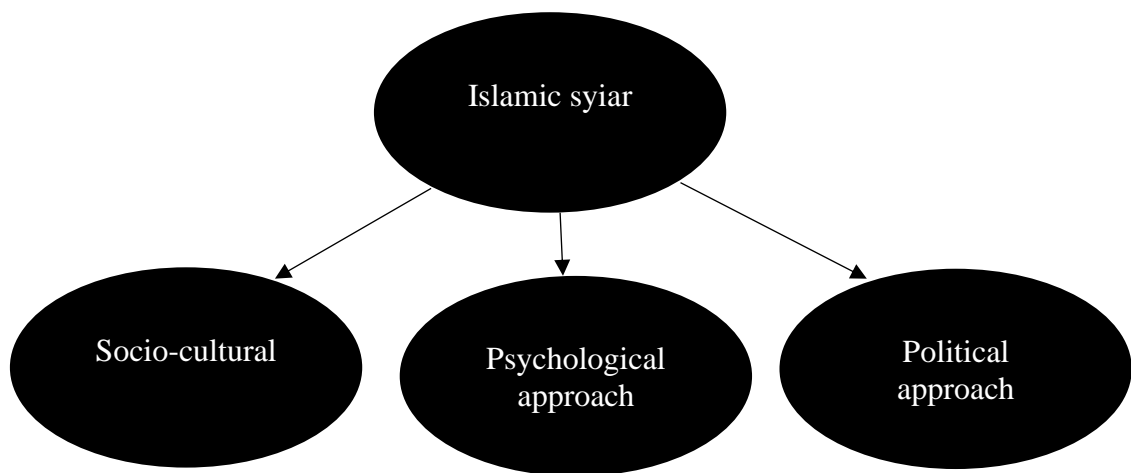 Islamic syiar
Socio-cultural
Psychological
approach
Political
approach